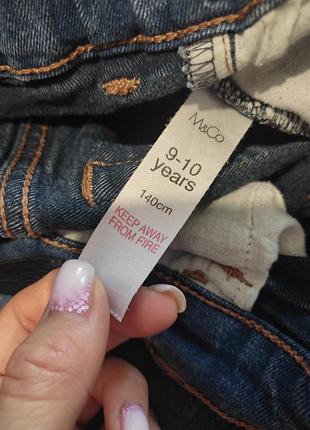 M&Co
9-10
years
140cm
KEEP AWAY
FROM FIRE